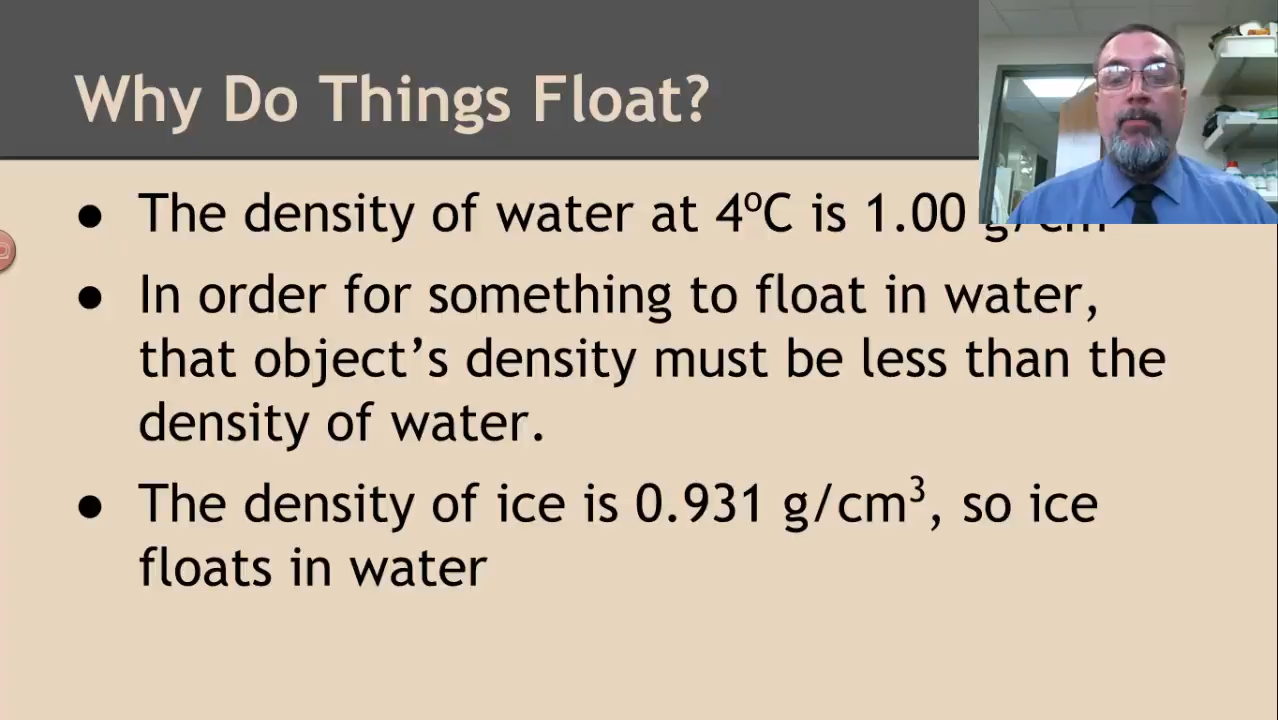 Why Do Things Float?
● The density of water at 4ºC is 1.00 g/cm
● In order for something to float in water,
that object’s density must be less than the
density of water.
● The density of ice is 0.931 g/cm³, so ice
floats in water